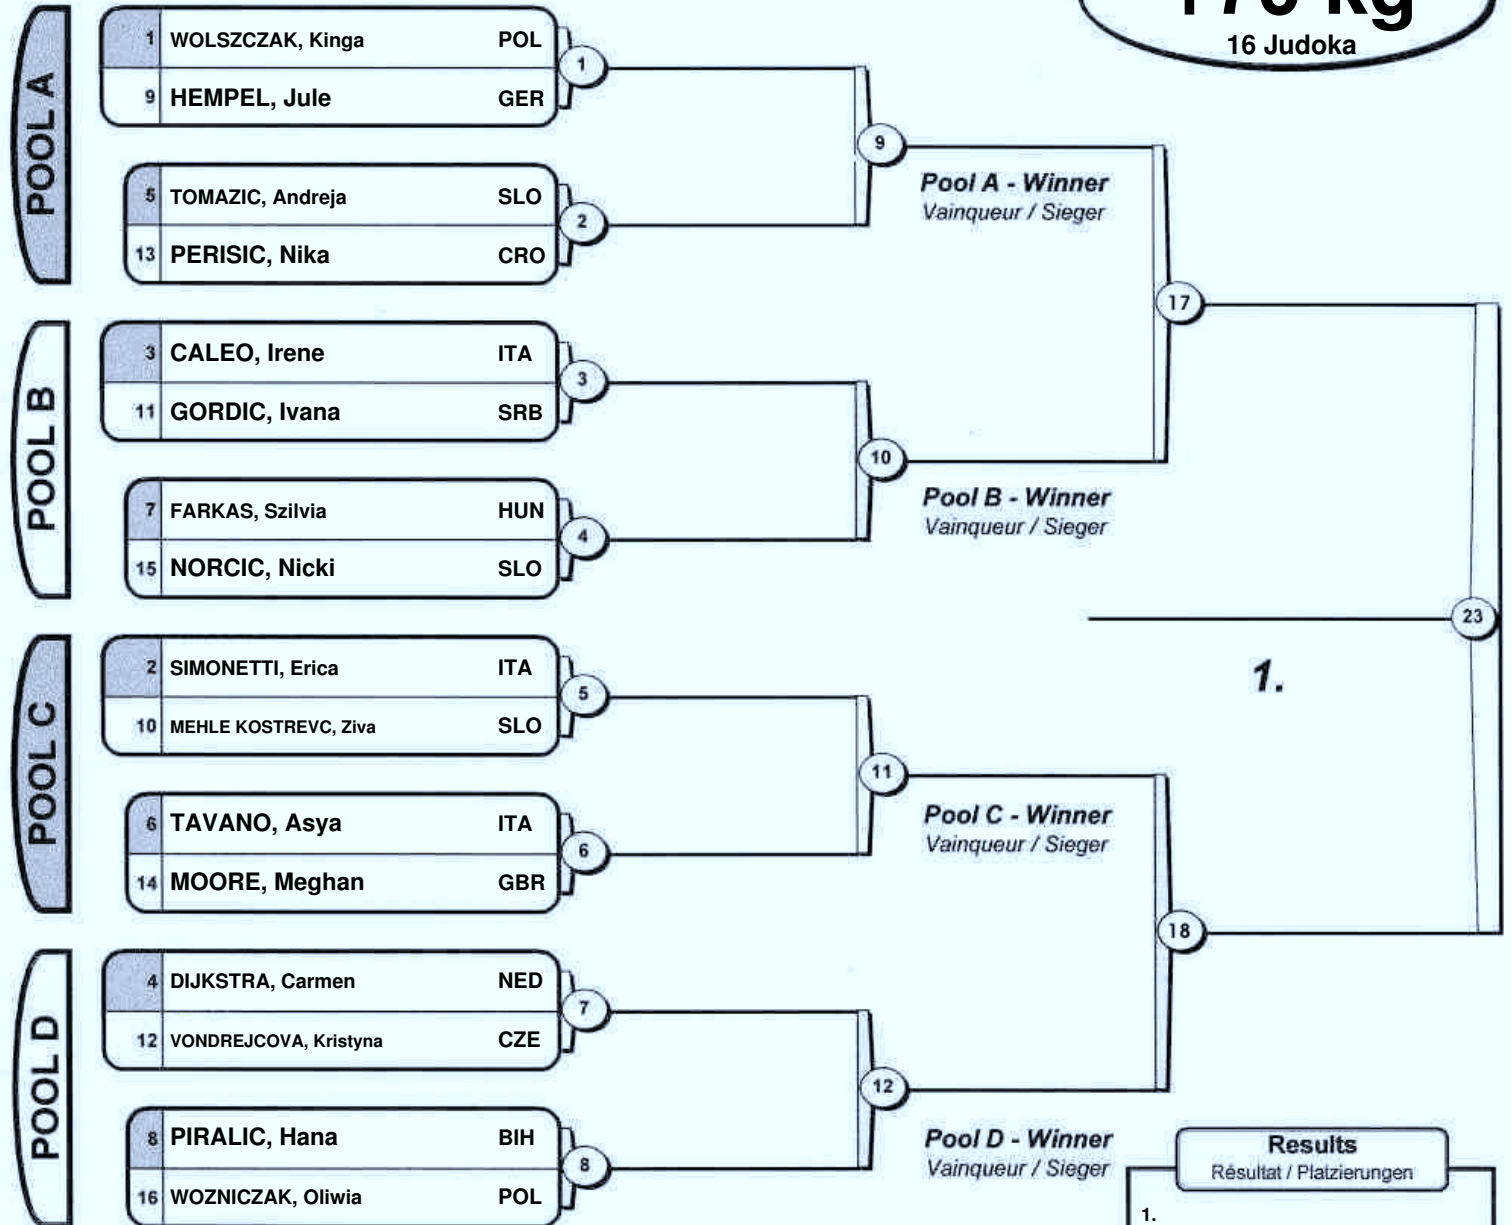 70 kg
16 Judoka
POOL A
1 WOLSZCZAK, Kinga POL
9 HEMPEL, Jule GER
1
5 TOMAZIC, Andreja SLO
13 PERISIC, Nika CRO
2
9
Pool A - Winner
Vainqueur / Sieger
POOL B
3 CALEO, Irene ITA
11 GORDIC, Ivana SRB
3
7 FARKAS, Szilvia HUN
15 NORCIC, Nicki SLO
4
10
Pool B - Winner
Vainqueur / Sieger
17
POOL C
2 SIMONETTI, Erica ITA
10 MEHLE KOSTREVC, Ziva SLO
5
6 TAVANO, Asya ITA
14 MOORE, Meghan GBR
6
11
Pool C - Winner
Vainqueur / Sieger
POOL D
4 DIJKSTRA, Carmen NED
12 VONDREJCOVA, Kristyna CZE
7
8 PIRALIC, Hana BIH
16 WOZNICZAK, Oliwia POL
8
12
Pool D - Winner
Vainqueur / Sieger
18
23
1.
Results
Résultat / Platzierungen
1.